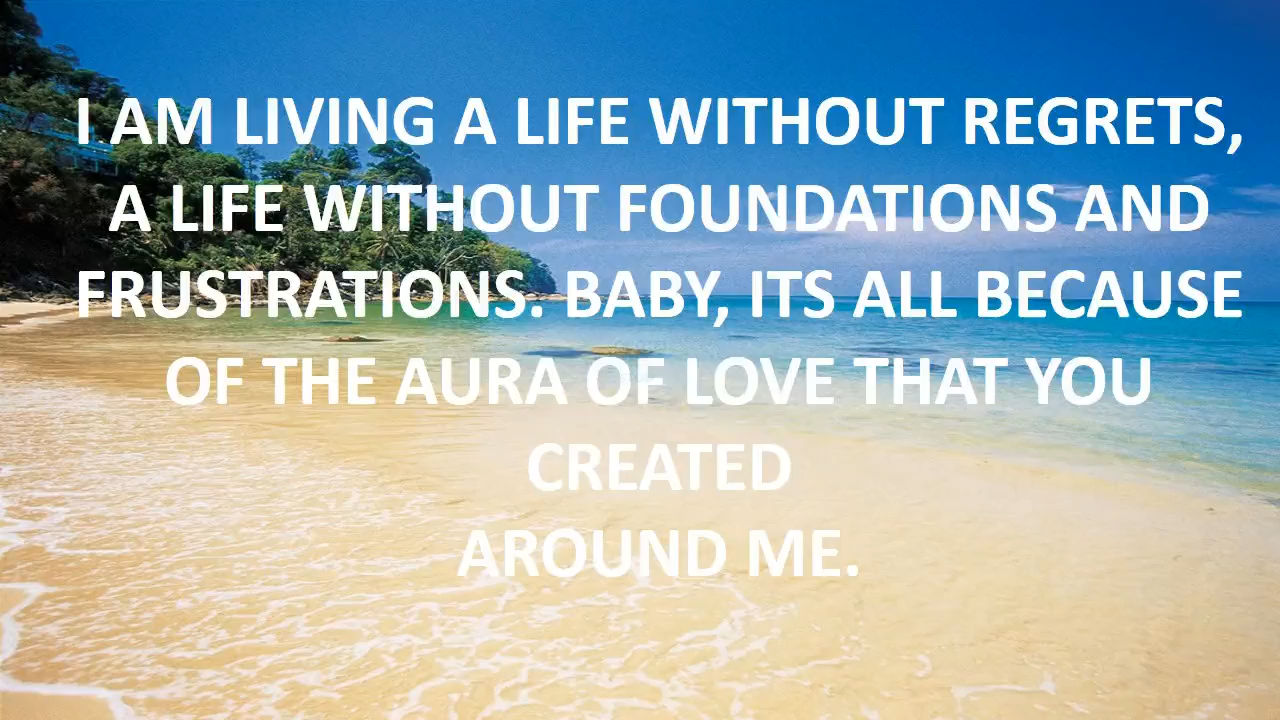 I AM LIVING A LIFE WITHOUT REGRETS,
A LIFE WITHOUT FOUNDATIONS AND
FRUSTRATIONS. BABY, ITS ALL BECAUSE
OF THE AURA OF LOVE THAT YOU
CREATED
AROUND ME.